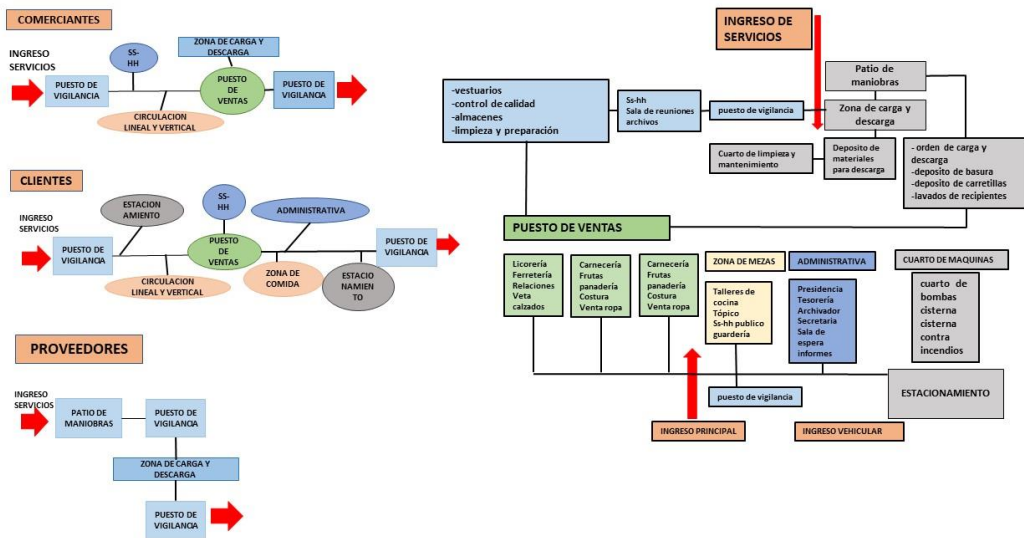 COMERCIANTES
INGRESO
SERVICIOS
SS-
HH
ZONA DE CARGA Y
DESCARGA
PUESTO DE
VIGILANCIA
PUESTO
DE
VENTAS
PUESTO DE
VIGILANCIA
CIRCULACION
LINEAL Y VERTICAL
CLIENTES
ESTACION
AMIENTO
SS-
HH
ADMINISTRATIVA
INGRESO
SERVICIOS
PUESTO DE
VIGILANCIA
PUESTO
DE
VENTAS
PUESTO DE
VIGILANCIA
CIRCULACION
LINEAL Y VERTICAL
ZONA DE
COMIDA
ESTACIO
NAMIEN
TO
PROVEEDORES
INGRESO
SERVICIOS
PATIO DE
MANIOBRAS
PUESTO DE
VIGILANCIA
ZONA DE CARGA Y
DESCARGA
PUESTO DE
VIGILANCIA
INGRESO DE
SERVICIOS
-vestuarios
-control de calidad
-almacenes
-limpieza y preparación
Ss-hh
Sala de reuniones
archivos
puesto de vigilancia
Patio de
maniobras
Zona de carga y
descarga
Cuarto de limpieza y
mantenimiento
Deposito de
materiales
para descarga
- orden de carga y
descarga
-deposito de basura
-deposito de carretillas
-lavados de recipientes
PUESTO DE VENTAS
Licorería
Ferretería
Relaciones
Veta
calzados
Carnecería
Frutas
panadería
Costura
Venta ropa
Carnecería
Frutas
panadería
Costura
Venta ropa
ZONA DE MEZAS
Talleres de
cocina
Tópico
Ss-hh publico
guardería
ADMINISTRATIVA
Presidencia
Tesorería
Archivador
Secretaria
Sala de
espera
informes
CUARTO DE MAQUINAS
cuarto de
bombas
cisterna
cisterna
contra
incendios
puesto de vigilancia
ESTACIONAMIENTO
INGRESO PRINCIPAL
INGRESO VEHICULAR